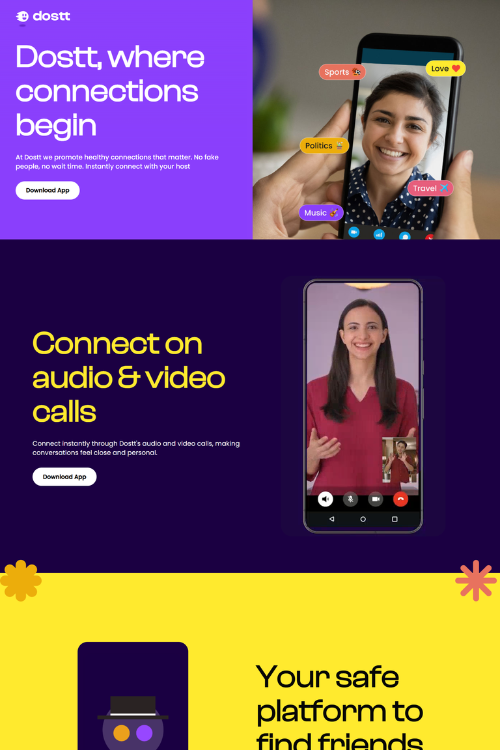 dostt
Dostt, where
connections
begin
At Dostt we promote healthy connections that matter. No fake
people, no wait time. Instantly connect with your host
Download App
Sports
Love
Politics
Travel
Music
Connect on
audio & video
calls
Connect instantly through Dostt's audio and video calls, making
conversations feel close and personal.
Download App
Your safe
platform to
find friends